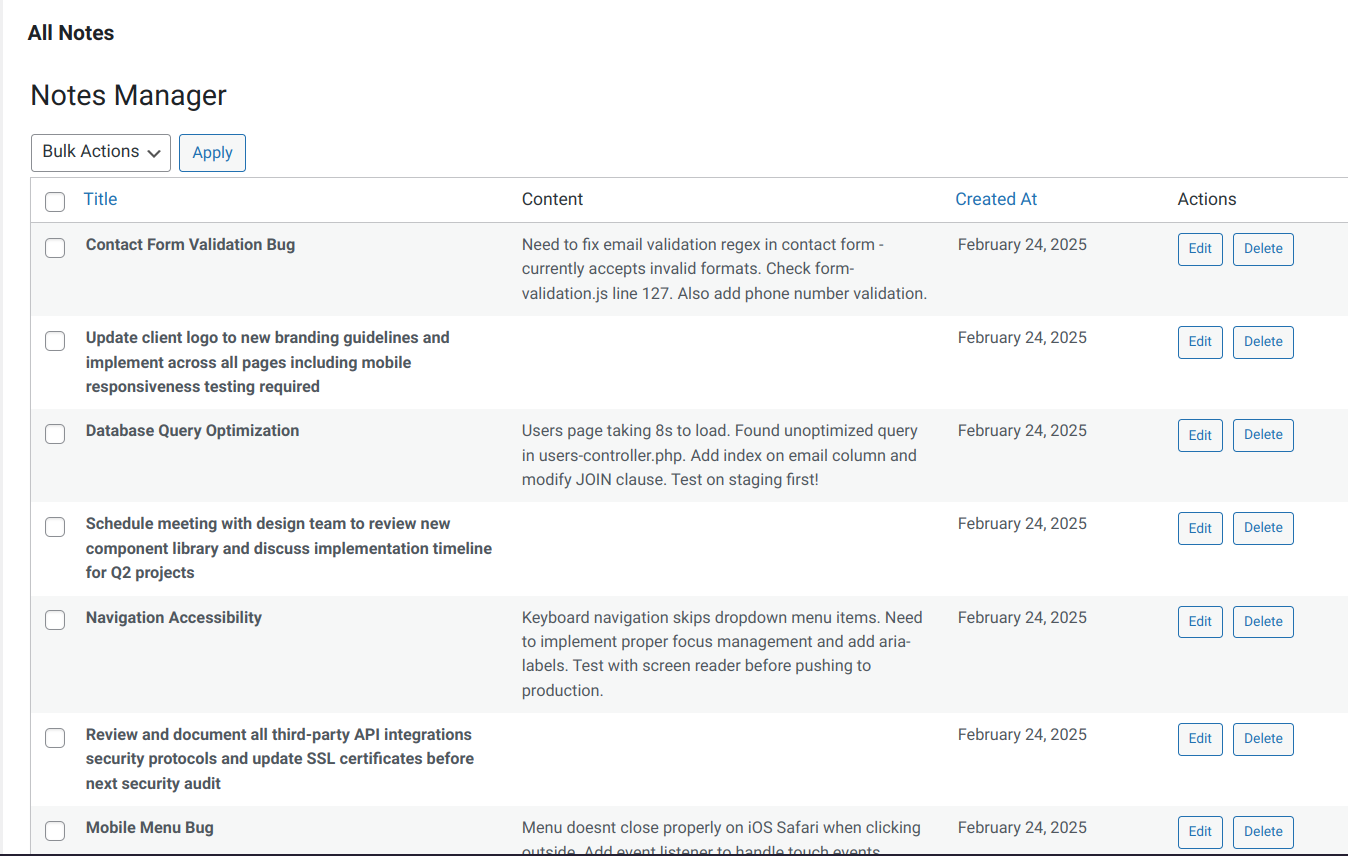 All Notes
Notes Manager
Bulk Actions Apply
Title Content Created At Actions
Contact Form Validation Bug
Need to fix email validation regex in contact form -
currently accepts invalid formats. Check form-
validation.js line 127. Also add phone number validation.
February 24, 2025
Edit Delete
Update client logo to new branding guidelines and
implement across all pages including mobile
responsiveness testing required
February 24, 2025
Edit Delete
Database Query Optimization
Users page taking 8s to load. Found unoptimized query
in users-controller.php. Add index on email column and
modify JOIN clause. Test on staging first!
February 24, 2025
Edit Delete
Schedule meeting with design team to review new
component library and discuss implementation timeline
for Q2 projects
February 24, 2025
Edit Delete
Navigation Accessibility
Keyboard navigation skips dropdown menu items. Need
to implement proper focus management and add aria-
labels. Test with screen reader before pushing to
production.
February 24, 2025
Edit Delete
Review and document all third-party API integrations
security protocols and update SSL certificates before
next security audit
February 24, 2025
Edit Delete
Mobile Menu Bug
Menu doesnt close properly on iOS Safari when clicking
outside. Add event listener to handle touch events
February 24, 2025
Edit Delete